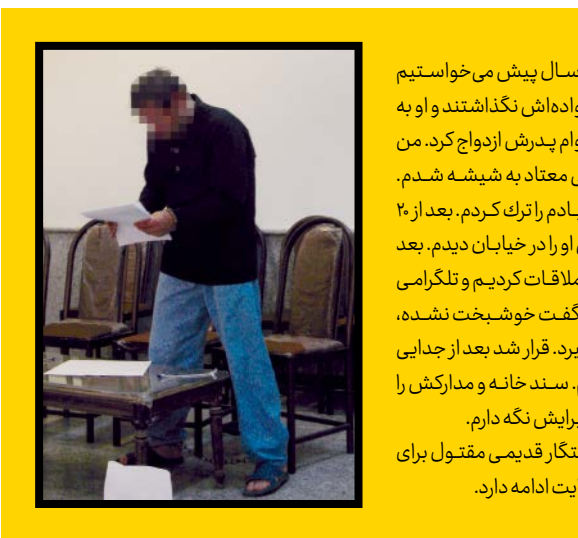 سال پیش می‌خواستیم
واده‌اش نگذاشتند و او به
وام پدرش ازدواج کرد. من
معتاد به شیشه شدم.
ادم را ترك کردم. بعد از ۲۰
او را در خیابان دیدم. بعد
ملاقات کردیم و تلگرامی
گفت خوشبخت نشده،
یرد. قرار شد بعد از جدایی
سند خانه و مدارکش را
برایش نگه دارم.
ستگار قدیمی مقتول برای
یت ادامه دارد.